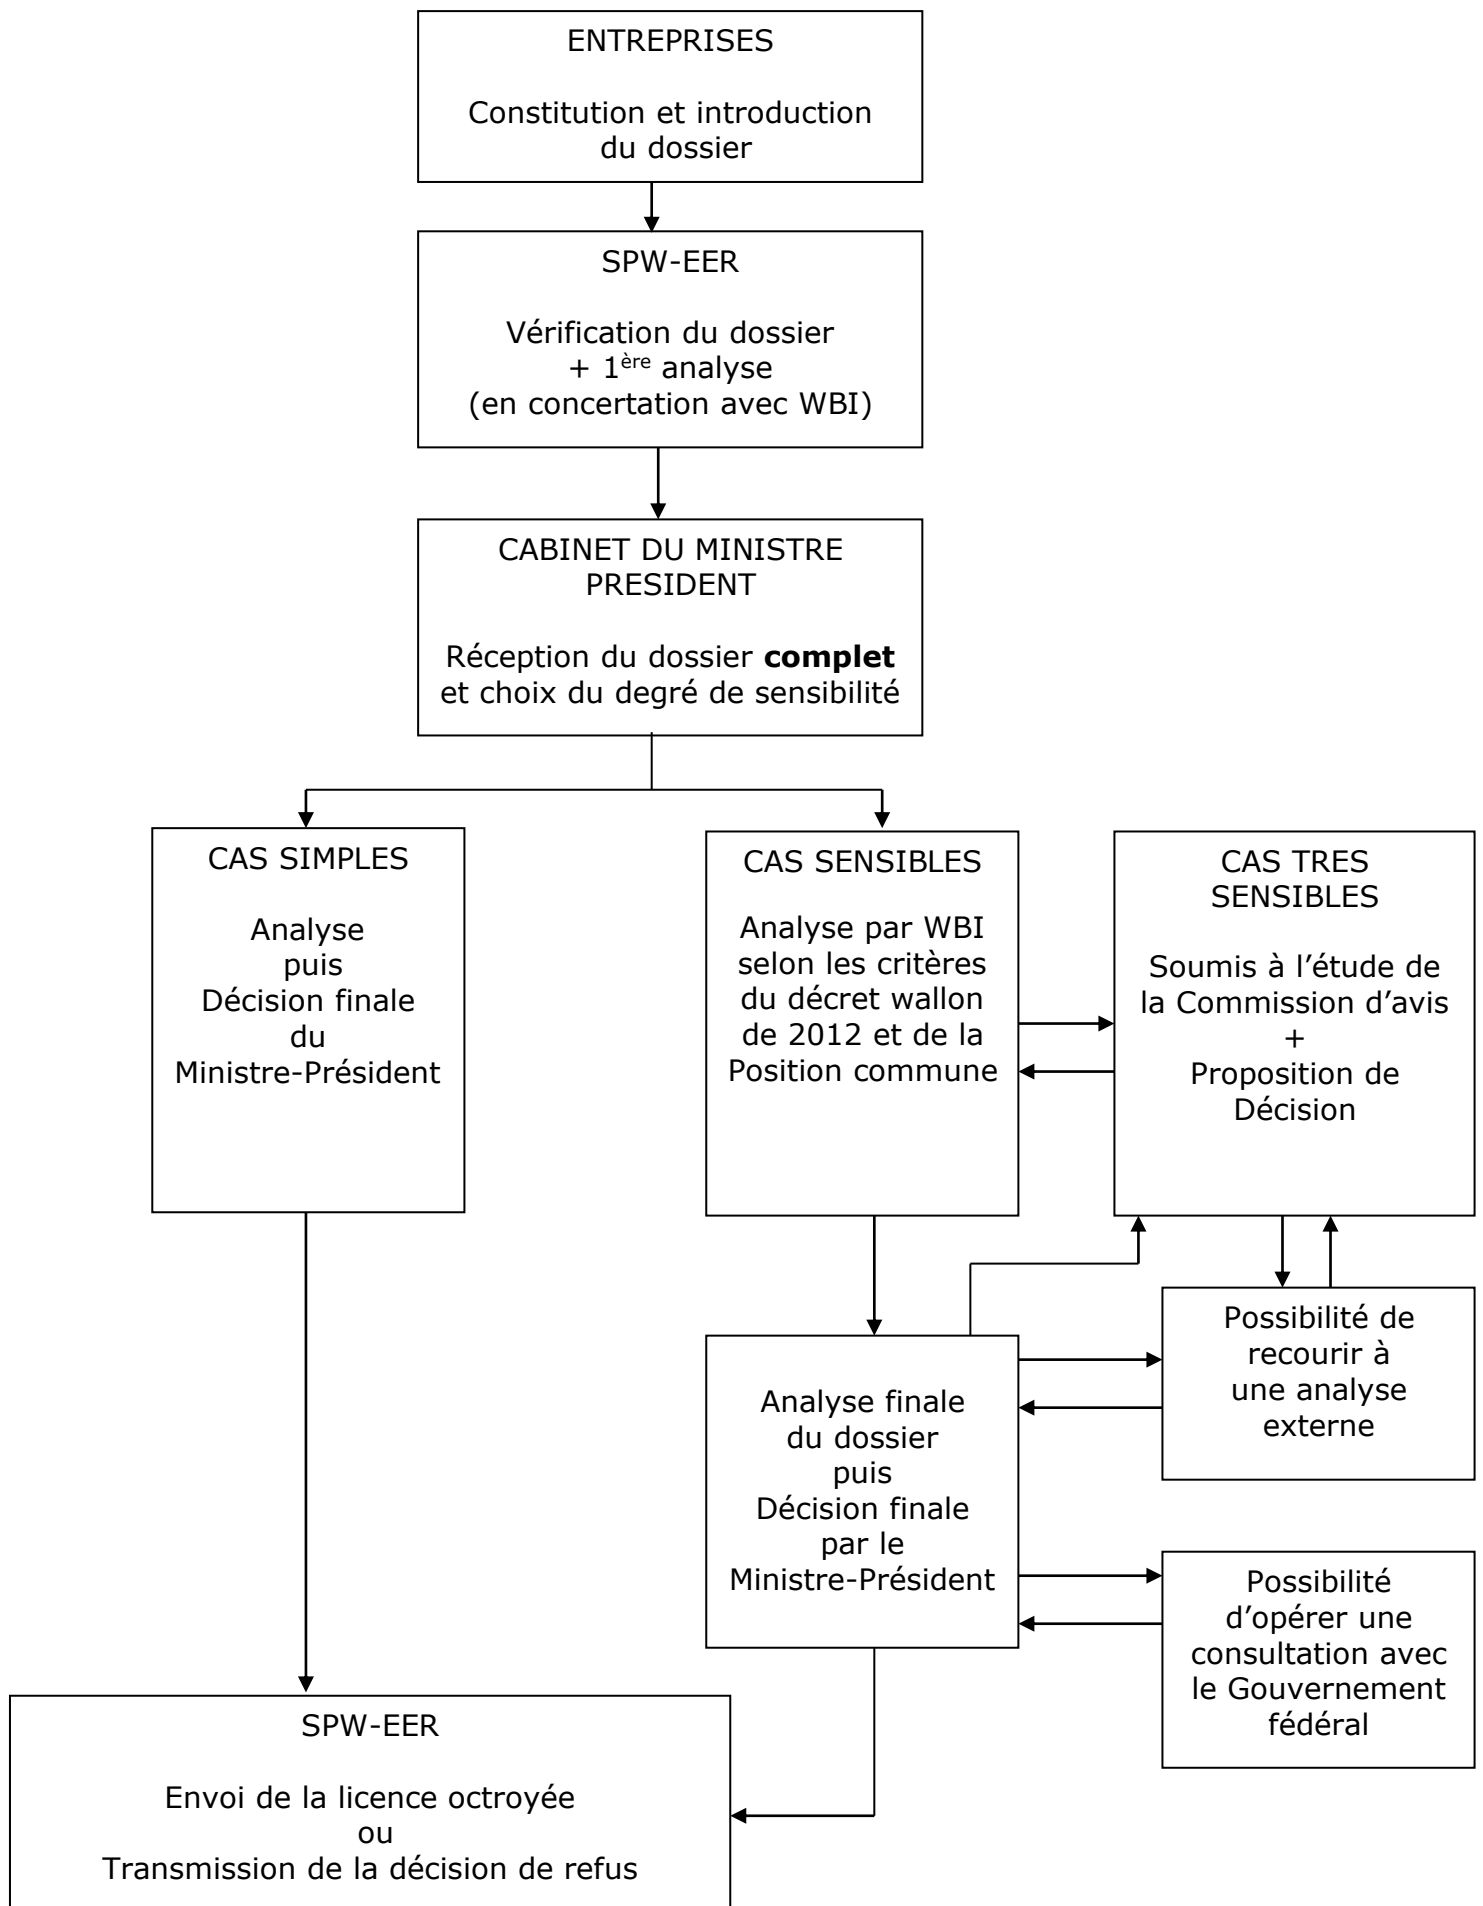 ENTREPRISES
Constitution et introduction
du dossier
SPW-EER
Vérification du dossier
+ 1ère analyse
(en concertation avec WBI)
CABINET DU MINISTRE
PRESIDENT
Réception du dossier complet
et choix du degré de sensibilité
CAS SIMPLES
Analyse
puis
Décision finale
du
Ministre-Président
CAS SENSIBLES
Analyse par WBI
selon les critères
du décret wallon
de 2012 et de la
Position commune
CAS TRES
SENSIBLES
Soumis à l’étude de
la Commission d’avis
+
Proposition de
Décision
Possibilité de
recourir à
une analyse
externe
Analyse finale
du dossier
puis
Décision finale
par le
Ministre-Président
Possibilité
d’opérer une
consultation avec
le Gouvernement
fédéral
SPW-EER
Envoi de la licence octroyée
ou
Transmission de la décision de refus